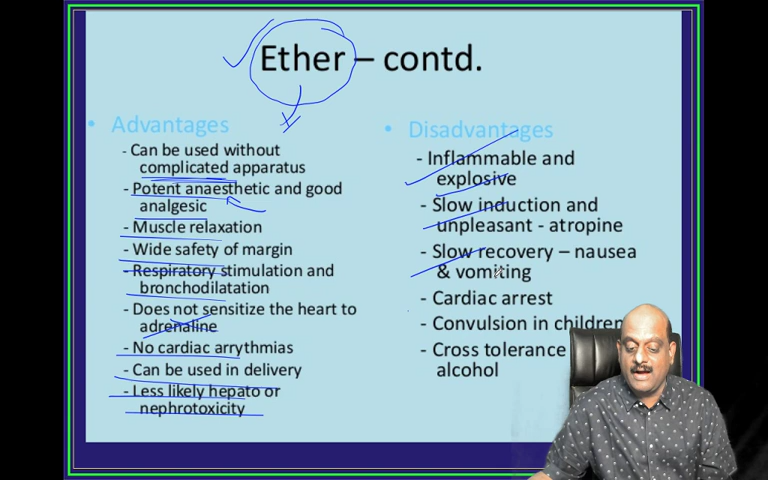 Ether – contd.
• Advantages
- Can be used without
complicated apparatus
- Potent anaesthetic and good
analgesic
- Muscle relaxation
- Wide safety of margin
- Respiratory stimulation and
bronchodilatation
- Does not sensitize the heart to
adrenaline
- No cardiac arrythmias
- Can be used in delivery
- Less likely hepato or
nephrotoxicity
• Disadvantages
- Inflammable and
explosive
- Slow induction and
unpleasant - atropine
- Slow recovery – nausea
& vomiting
- Cardiac arrest
- Convulsion in children
- Cross tolerance
alcohol